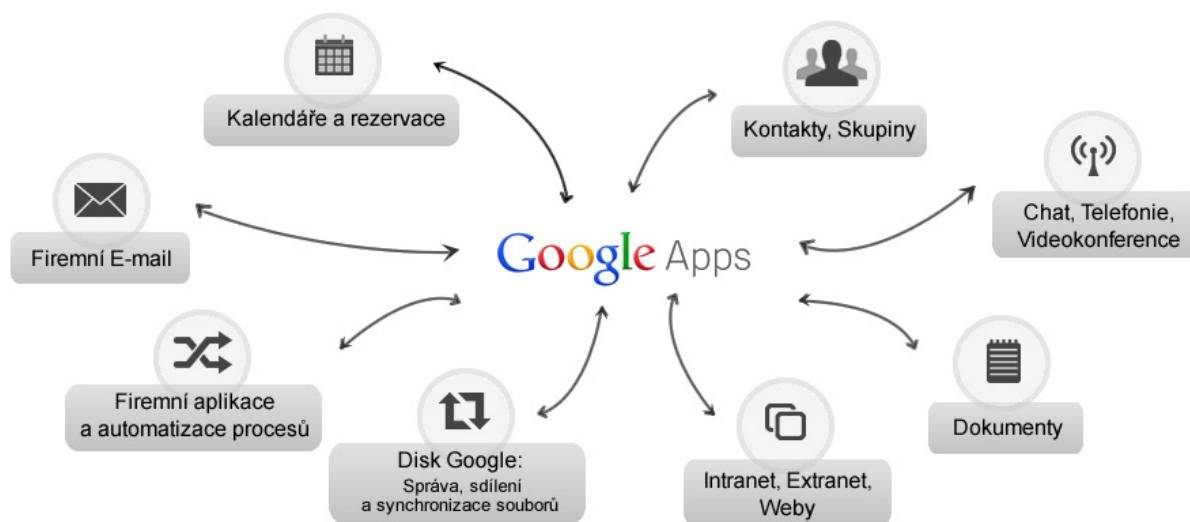 Kalendáře a rezervace
Kontakty, Skupiny
Chat, Telefonie,
Videokonference
Firemní E-mail
Google Apps
Firemní aplikace
a automatizace procesů
Disk Google:
Správa, sdílení
a synchronizace souborů
Intranet, Extranet,
Weby
Dokumenty